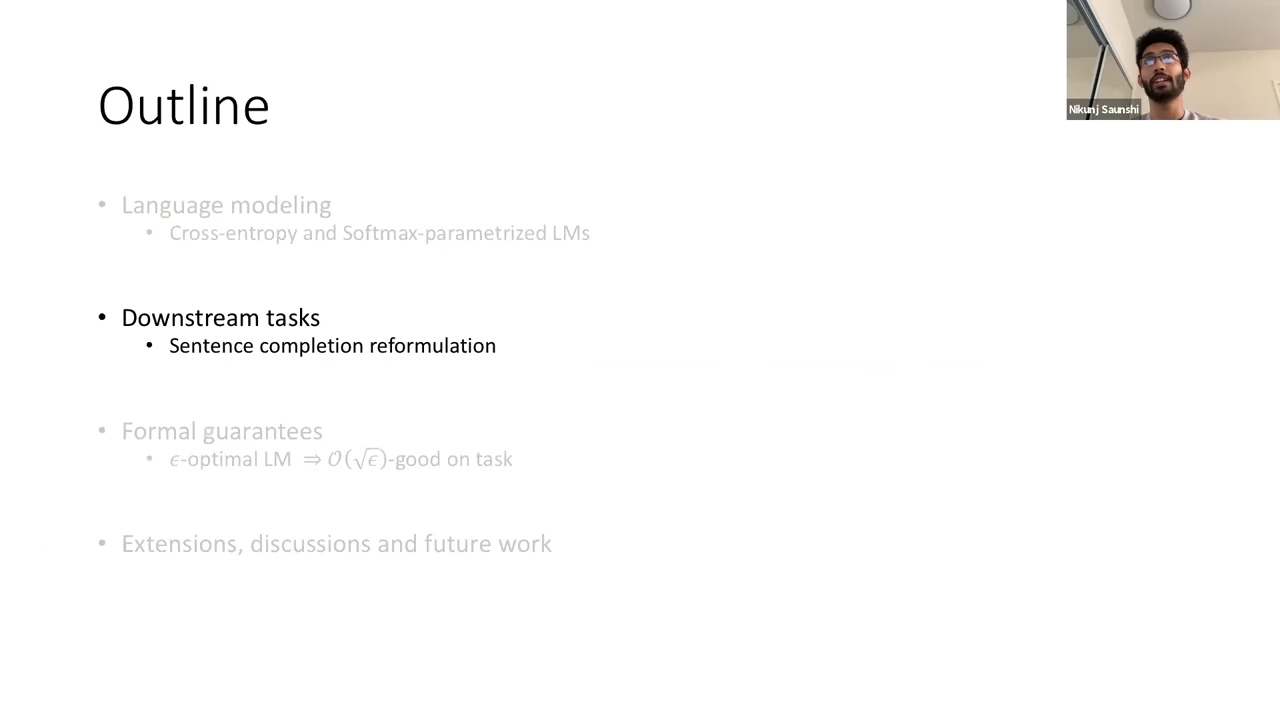 Outline
Nikunj Saunshi
• Language modeling
• Cross-entropy and Softmax-parametrized LMs
• Downstream tasks
• Sentence completion reformulation
• Formal guarantees
• ϵ-optimal LM ⇒ 𝒪(√ϵ)-good on task
• Extensions, discussions and future work